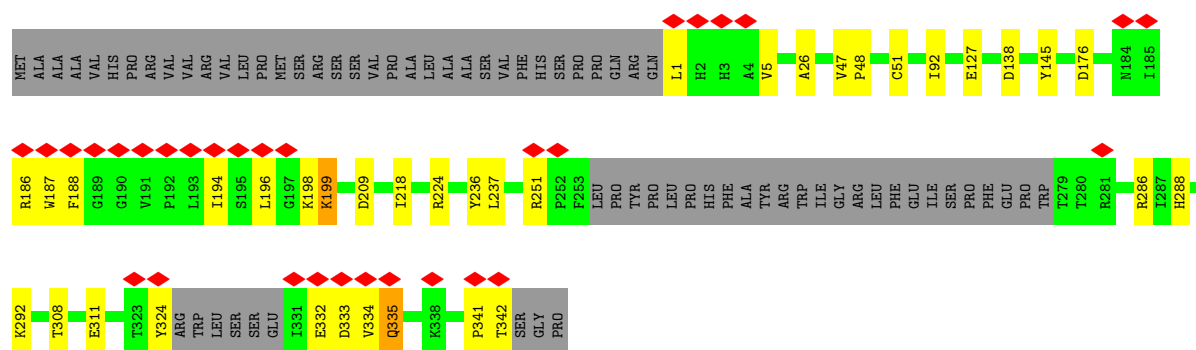 MET ALA ALA ALA VAL HIS PRO ARG VAL VAL ARG VAL LEU PRO MET SER ARG SER SER VAL PRO ALA LEU ALA ALA SER VAL PHE HIS SER PRO PRO GLN ARG GLN L1 H2 H3 A4 V5 A26 V47 P48 C51 I92 E127 D138 Y145 D176 N184 I185
R186 W187 F188 G189 G190 V191 P192 L193 I194 S195 L196 G197 K198 K199 D209 I218 R224 Y236 L237 R251 P252 F253 LEU PRO TYR PRO LEU PRO HIS PHE ALA TYR ARG TRP ILE GLY ARG LEU PHE GLU ILE SER PRO PHE GLU PRO TRP T279 T280 R281 R286 I287 H288
K292 T308 E311 T323 Y324 ARG TRP LEU SER SER GLU I331 E332 D333 V334 Q335 K338 P341 T342 SER GLY PRO